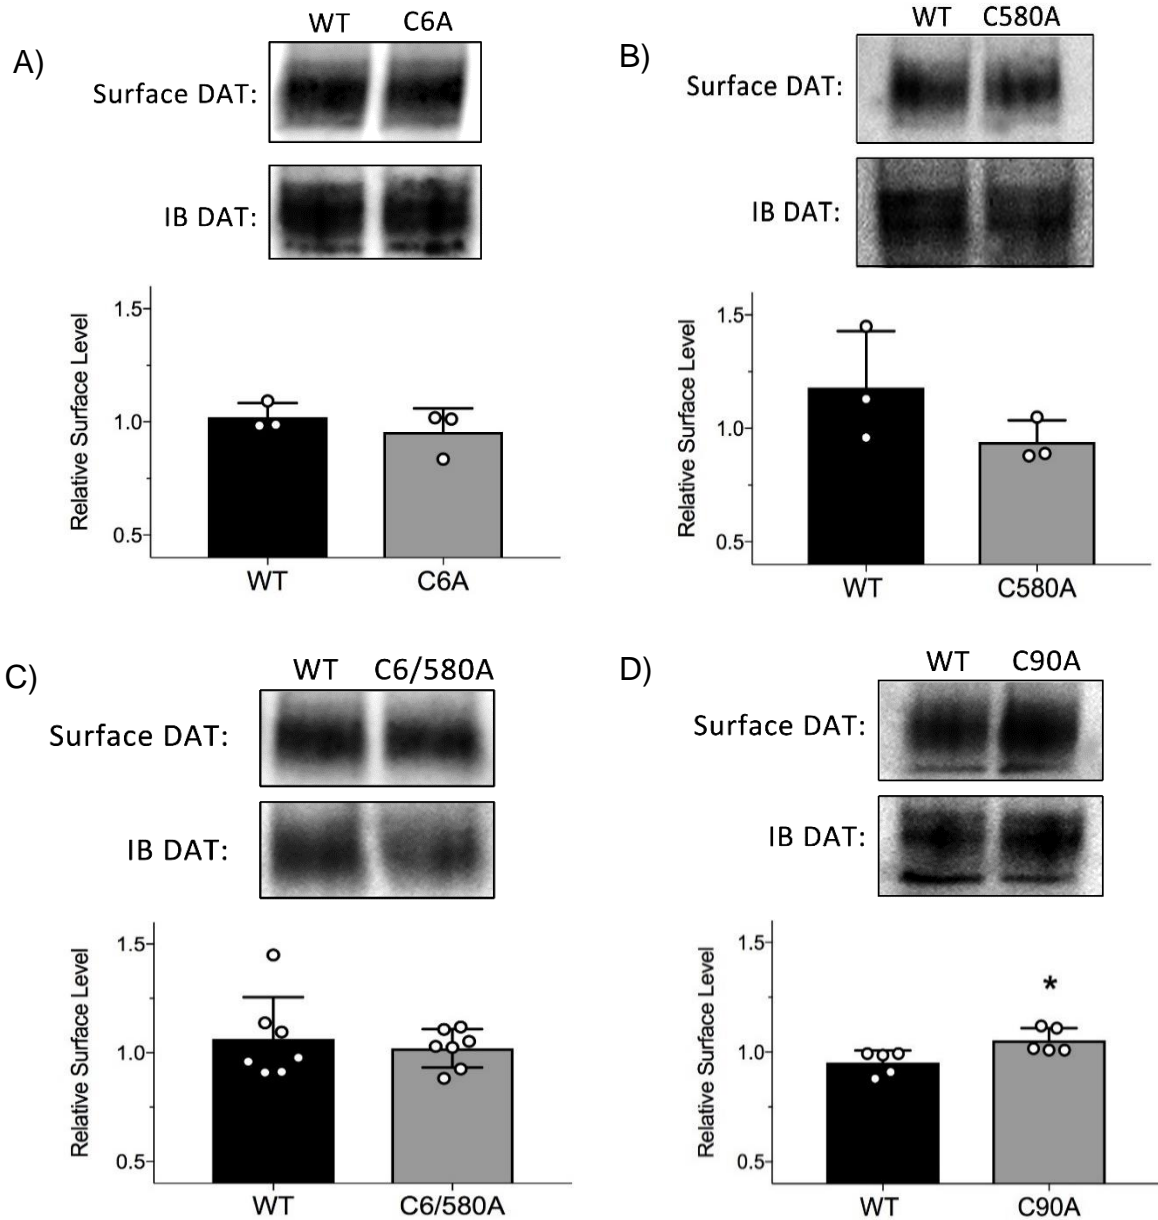 A)
WT C6A
Surface DAT:
IB DAT:
Relative Surface Level
1.5
1.0
0.5
WT C6A
B)
WT C580A
Surface DAT:
IB DAT:
Relative Surface Level
1.5
1.0
0.5
WT C580A
C)
WT C6/580A
Surface DAT:
IB DAT:
Relative Surface Level
1.5
1.0
0.5
WT C6/580A
D)
WT C90A
Surface DAT:
IB DAT:
Relative Surface Level
1.5
1.0
0.5
*
WT C90A